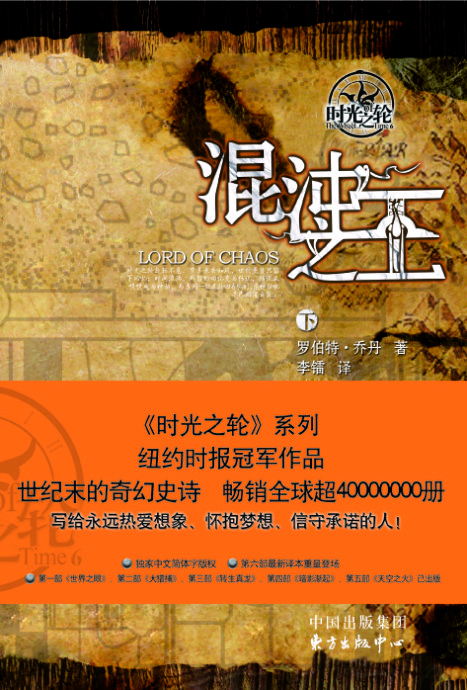 时光之轮
The Wheel of Time 6
混沌之王
LORD OF CHAOS
下
罗伯特·乔丹 著
李镭 译
《时光之轮》系列
纽约时报冠军作品
世纪末的奇幻史诗 畅销全球超40000000册
写给永远热爱想象、怀抱梦想、信守承诺的人！
独家中文简体字版权 第六部最新译本重量登场
第一部《世界之眼》、第二部《大猎捕》、第三部《转生真龙》、第四部《暗影渐起》、第五部《天空之火》已出版
中国出版集团
东方出版中心